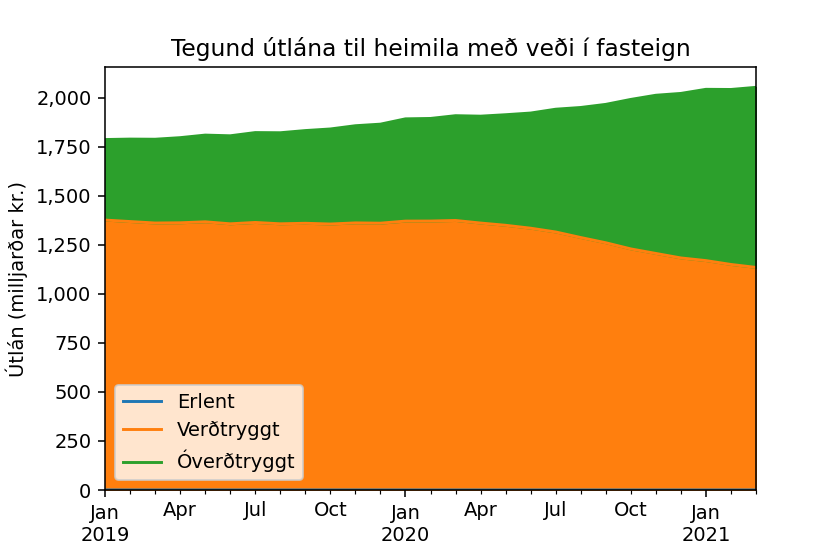 Tegund útlána til heimila með veði í fasteign
Útlán (milljarðar kr.)
2,000
1,750
1,500
1,250
1,000
750
500
250
0
Erlent
Verðtryggt
Óverðtryggt
Jan Apr Jul Oct Jan Apr Jul Oct Jan
2019 2020 2021